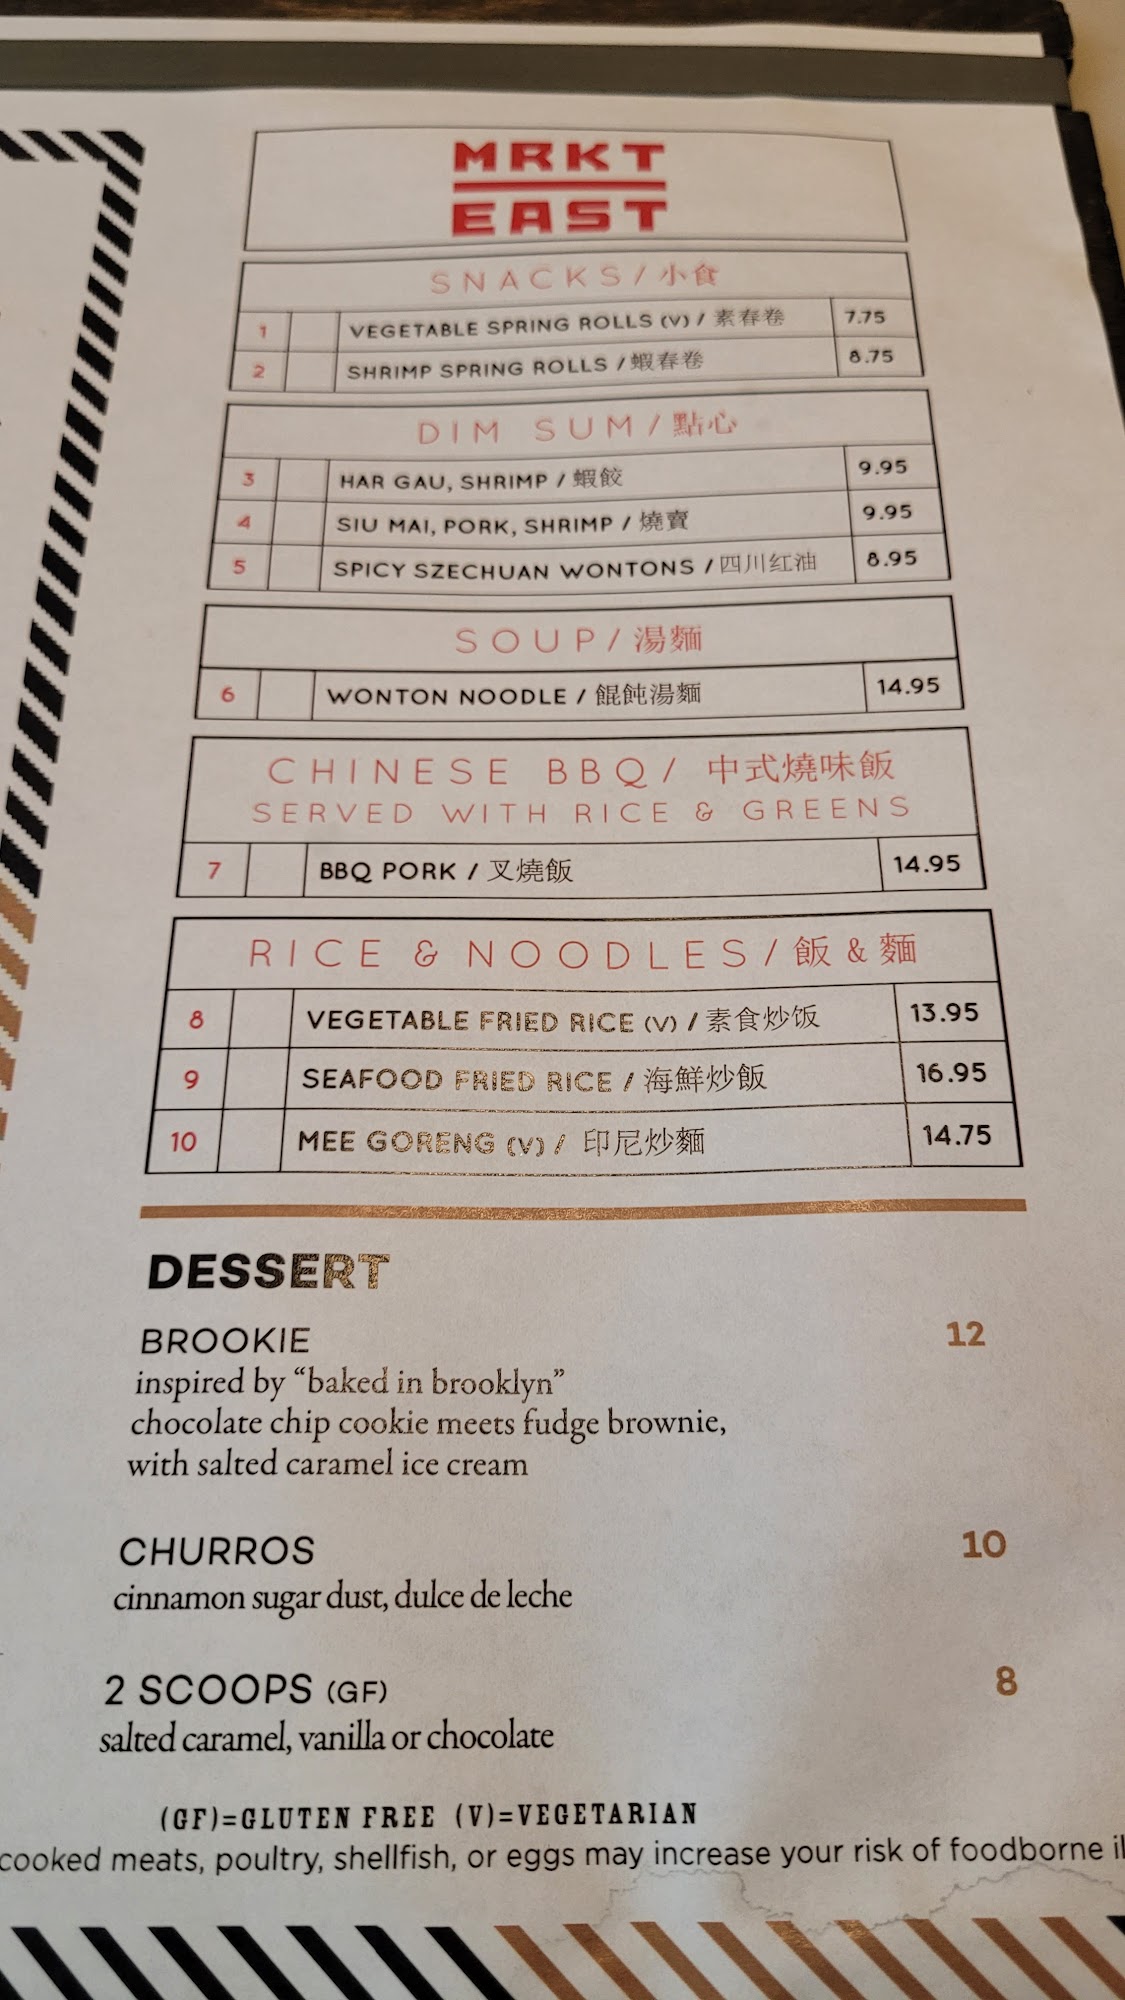 MRKT
EAST
SNACKS / 小食
1 VEGETABLE SPRING ROLLS (V) / 素春卷 7.75
2 SHRIMP SPRING ROLLS / 蝦春卷 8.75
DIM SUM / 點心
3 HAR GAU, SHRIMP / 蝦餃 9.95
4 SIU MAI, PORK, SHRIMP / 燒賣 9.95
5 SPICY SZECHUAN WONTONS / 四川红油 8.95
SOUP / 湯麵
6 WONTON NOODLE / 餛飩湯麵 14.95
CHINESE BBQ / 中式燒味飯
SERVED WITH RICE & GREENS
7 BBQ PORK / 叉燒飯 14.95
RICE & NOODLES / 飯 & 麵
8 VEGETABLE FRIED RICE (V) / 素食炒饭 13.95
9 SEAFOOD FRIED RICE / 海鮮炒飯 16.95
10 MEE GORENG (V) / 印尼炒麵 14.75
DESSERT
BROOKIE 12
inspired by “baked in brooklyn”
chocolate chip cookie meets fudge brownie,
with salted caramel ice cream
CHURROS 10
cinnamon sugar dust, dulce de leche
2 SCOOPS (GF) 8
salted caramel, vanilla or chocolate
(GF)=GLUTEN FREE (V)=VEGETARIAN
cooked meats, poultry, shellfish, or eggs may increase your risk of foodborne